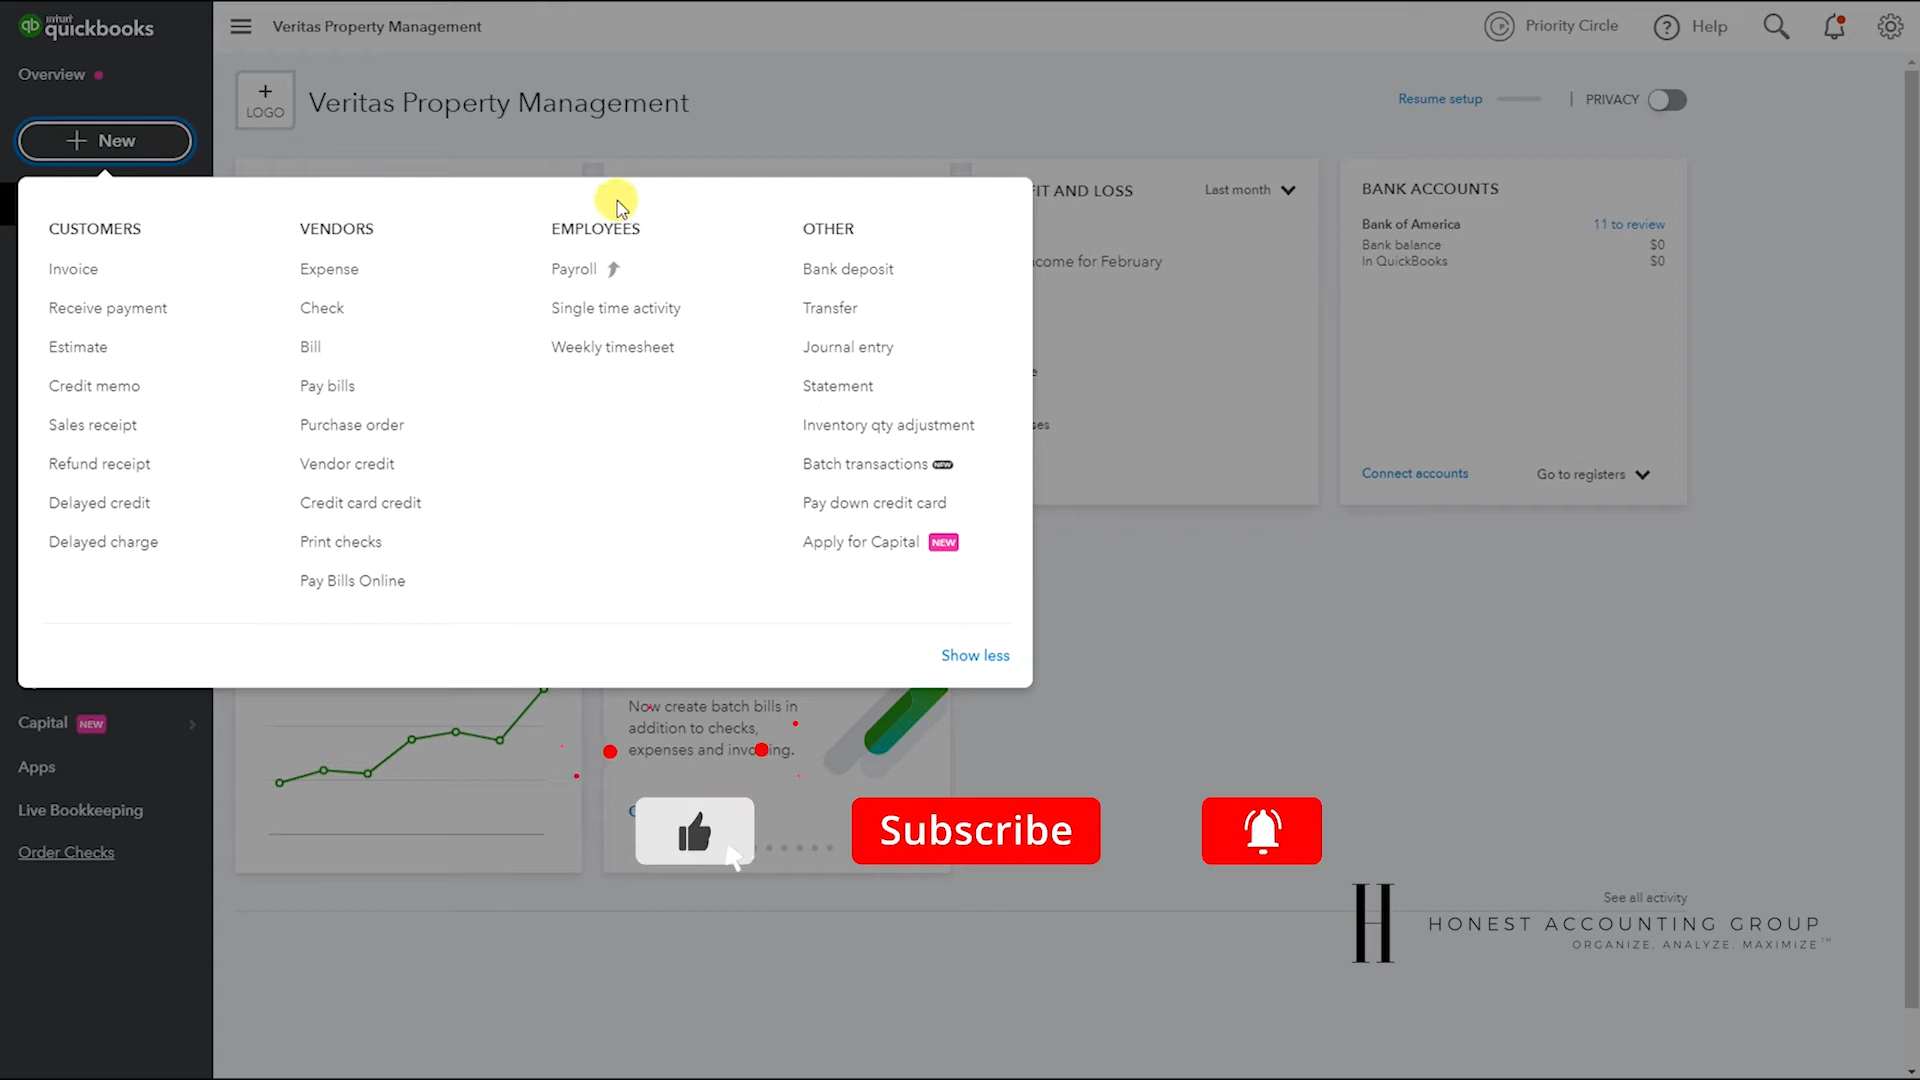 intuit
qb quickbooks
Veritas Property Management
Priority Circle
? Help
Overview
+ LOGO
Veritas Property Management
Resume setup
PRIVACY
+ New
CUSTOMERS
Invoice
Receive payment
Estimate
Credit memo
Sales receipt
Refund receipt
Delayed credit
Delayed charge
VENDORS
Expense
Check
Bill
Pay bills
Purchase order
Vendor credit
Credit card credit
Print checks
Pay Bills Online
EMPLOYEES
Payroll
Single time activity
Weekly timesheet
OTHER
Bank deposit
Transfer
Journal entry
Statement
Inventory qty adjustment
Batch transactions NEW
Pay down credit card
Apply for Capital NEW
Show less
IT AND LOSS
Last month
come for February
BANK ACCOUNTS
Bank of America
11 to review
Bank balance
$0
In QuickBooks
$0
Connect accounts
Go to registers
Capital NEW
Apps
Live Bookkeeping
Order Checks
Now create batch bills in
addition to checks,
expenses and invoicing.
Subscribe
See all activity
H
HONEST ACCOUNTING GROUP
ORGANIZE, ANALYZE, MAXIMIZE™